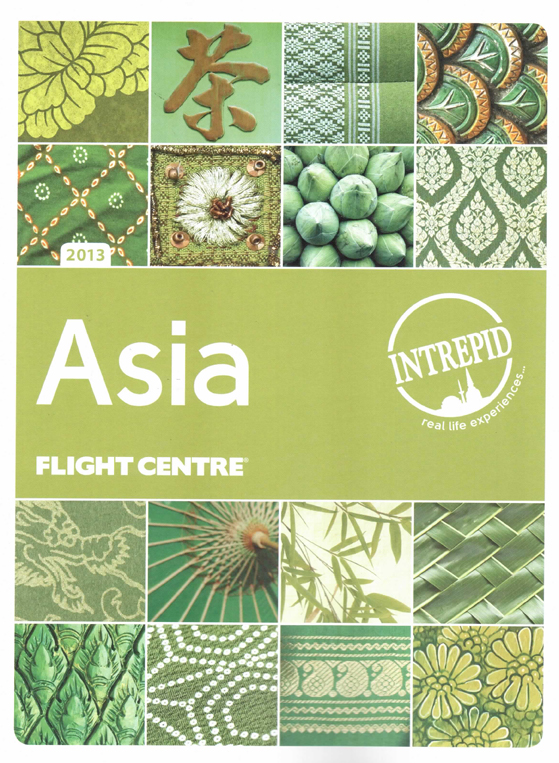 茶
2013
Asia
INTREPID
real life experiences...
FLIGHT CENTRE®